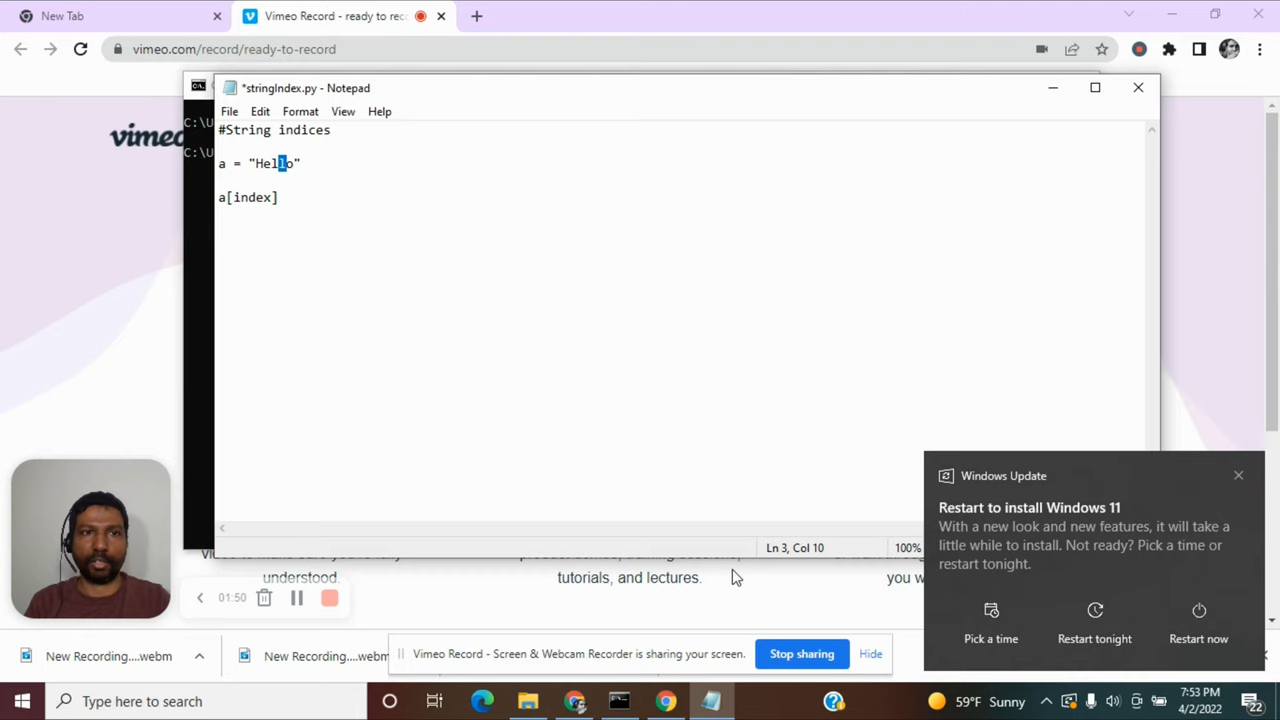 New Tab
Vimeo Record - ready to rec
vimeo.com/record/ready-to-record
vimeo
*stringIndex.py - Notepad
File Edit Format View Help
C:\U
C:\U
#String indices
a = "Hello"
a[index]
Ln 3, Col 10
100%
understood.
tutorials, and lectures.
you w
01:50
Windows Update
Restart to install Windows 11
With a new look and new features, it will take a
little while to install. Not ready? Pick a time or
restart tonight.
Pick a time
Restart tonight
Restart now
New Recording....webm
New Recording....webm
Vimeo Record - Screen & Webcam Recorder is sharing your screen.
Stop sharing
Hide
Type here to search
59°F Sunny
7:53 PM
4/2/2022
22